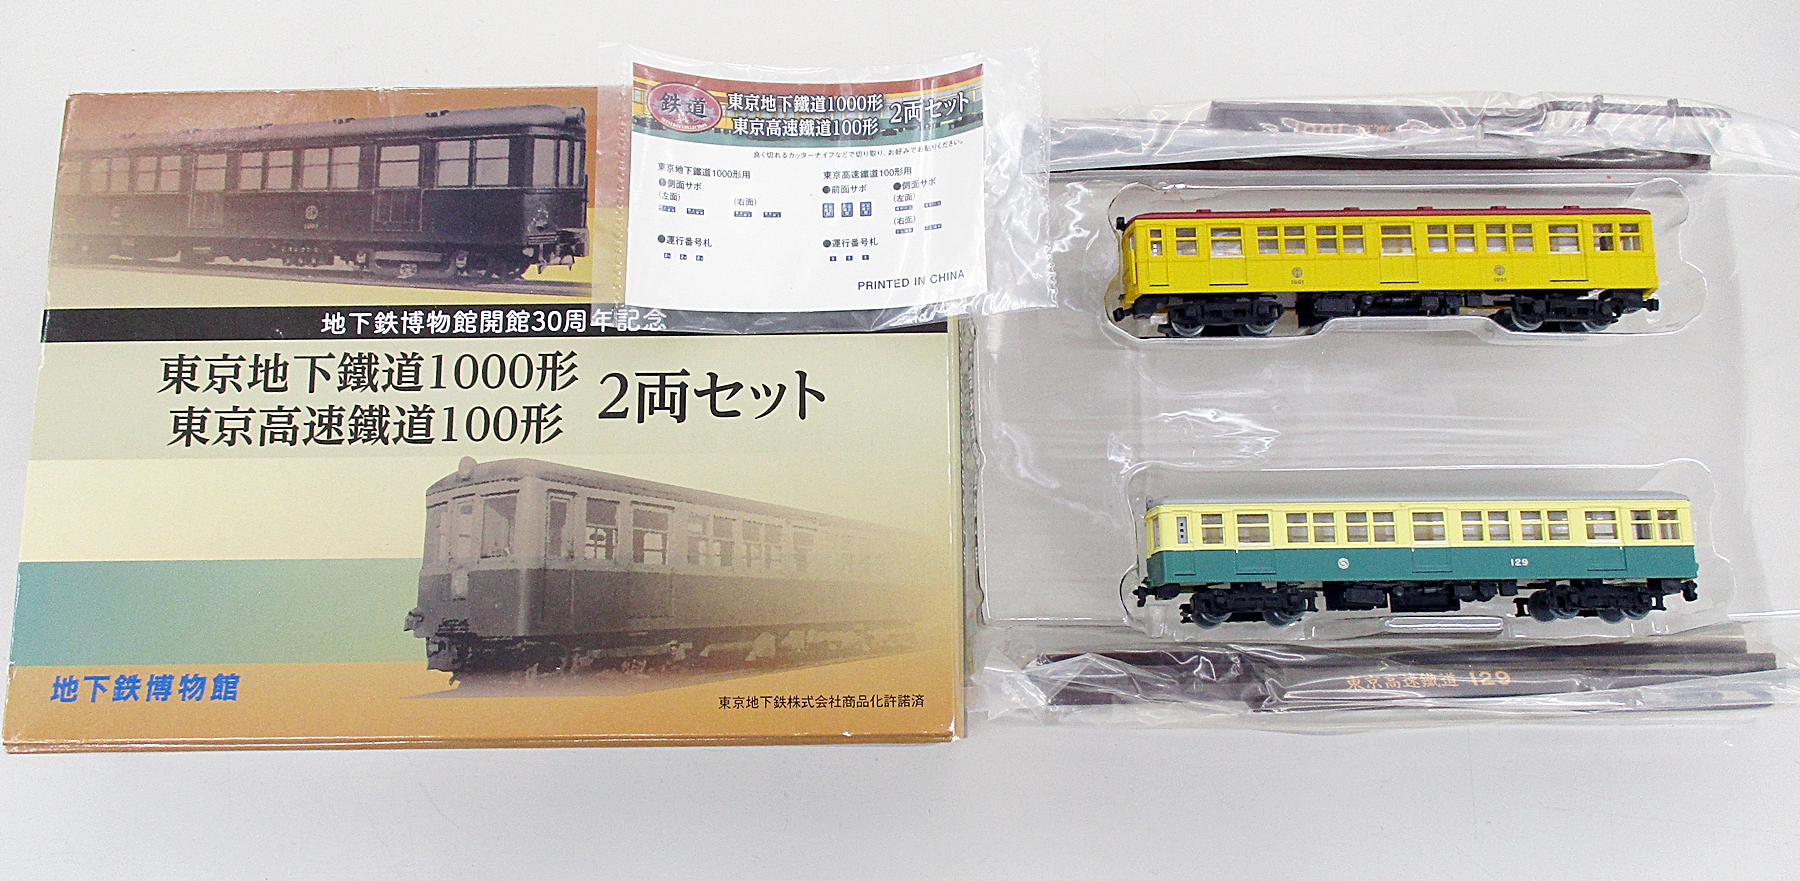 地下鉄博物館開館30周年記念
東京地下鐵道1000形
東京高速鐵道100形
2両セット
地下鉄博物館
東京地下鉄株式会社商品化許諾済
鉄道
東京地下鐵道1000形
東京高速鐵道100形
2両セット
良く切れるカッターナイフなどで切り取り、お好みでお貼りください。
東京地下鐵道1000形用
●側面サボ
(左面)
(右面)
●運行番号札
東京高速鐵道100形用
●前面サボ
●側面サボ
(左面)
(右面)
●運行番号札
PRINTED IN CHINA
1001
1001
129
東京高速鐵道 129